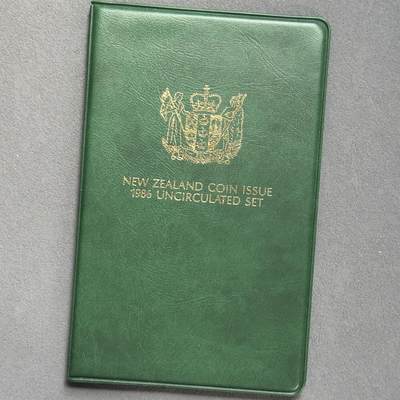 NEW ZEALAND COIN ISSUE
1986 UNCIRCULATED SET